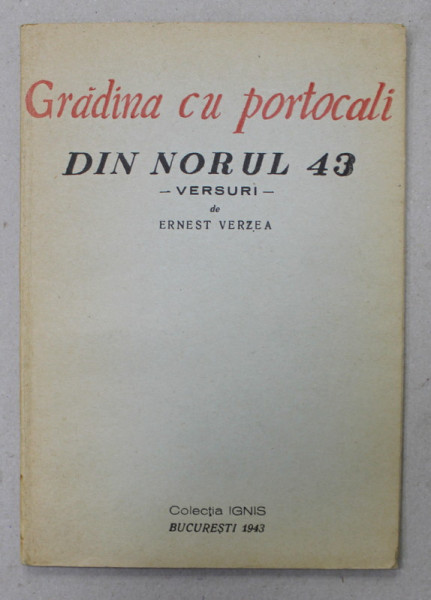 Grădina cu portocali
DIN NORUL 43
— VERSURI —
de
ERNEST VERZEA
Colecția IGNIS
BUCUREȘTI 1943